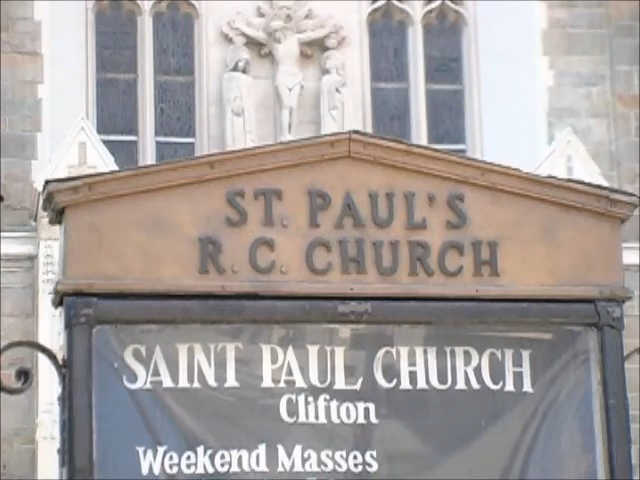 ST. PAUL'S
R.C. CHURCH
SAINT PAUL CHURCH
Clifton
Weekend Masses